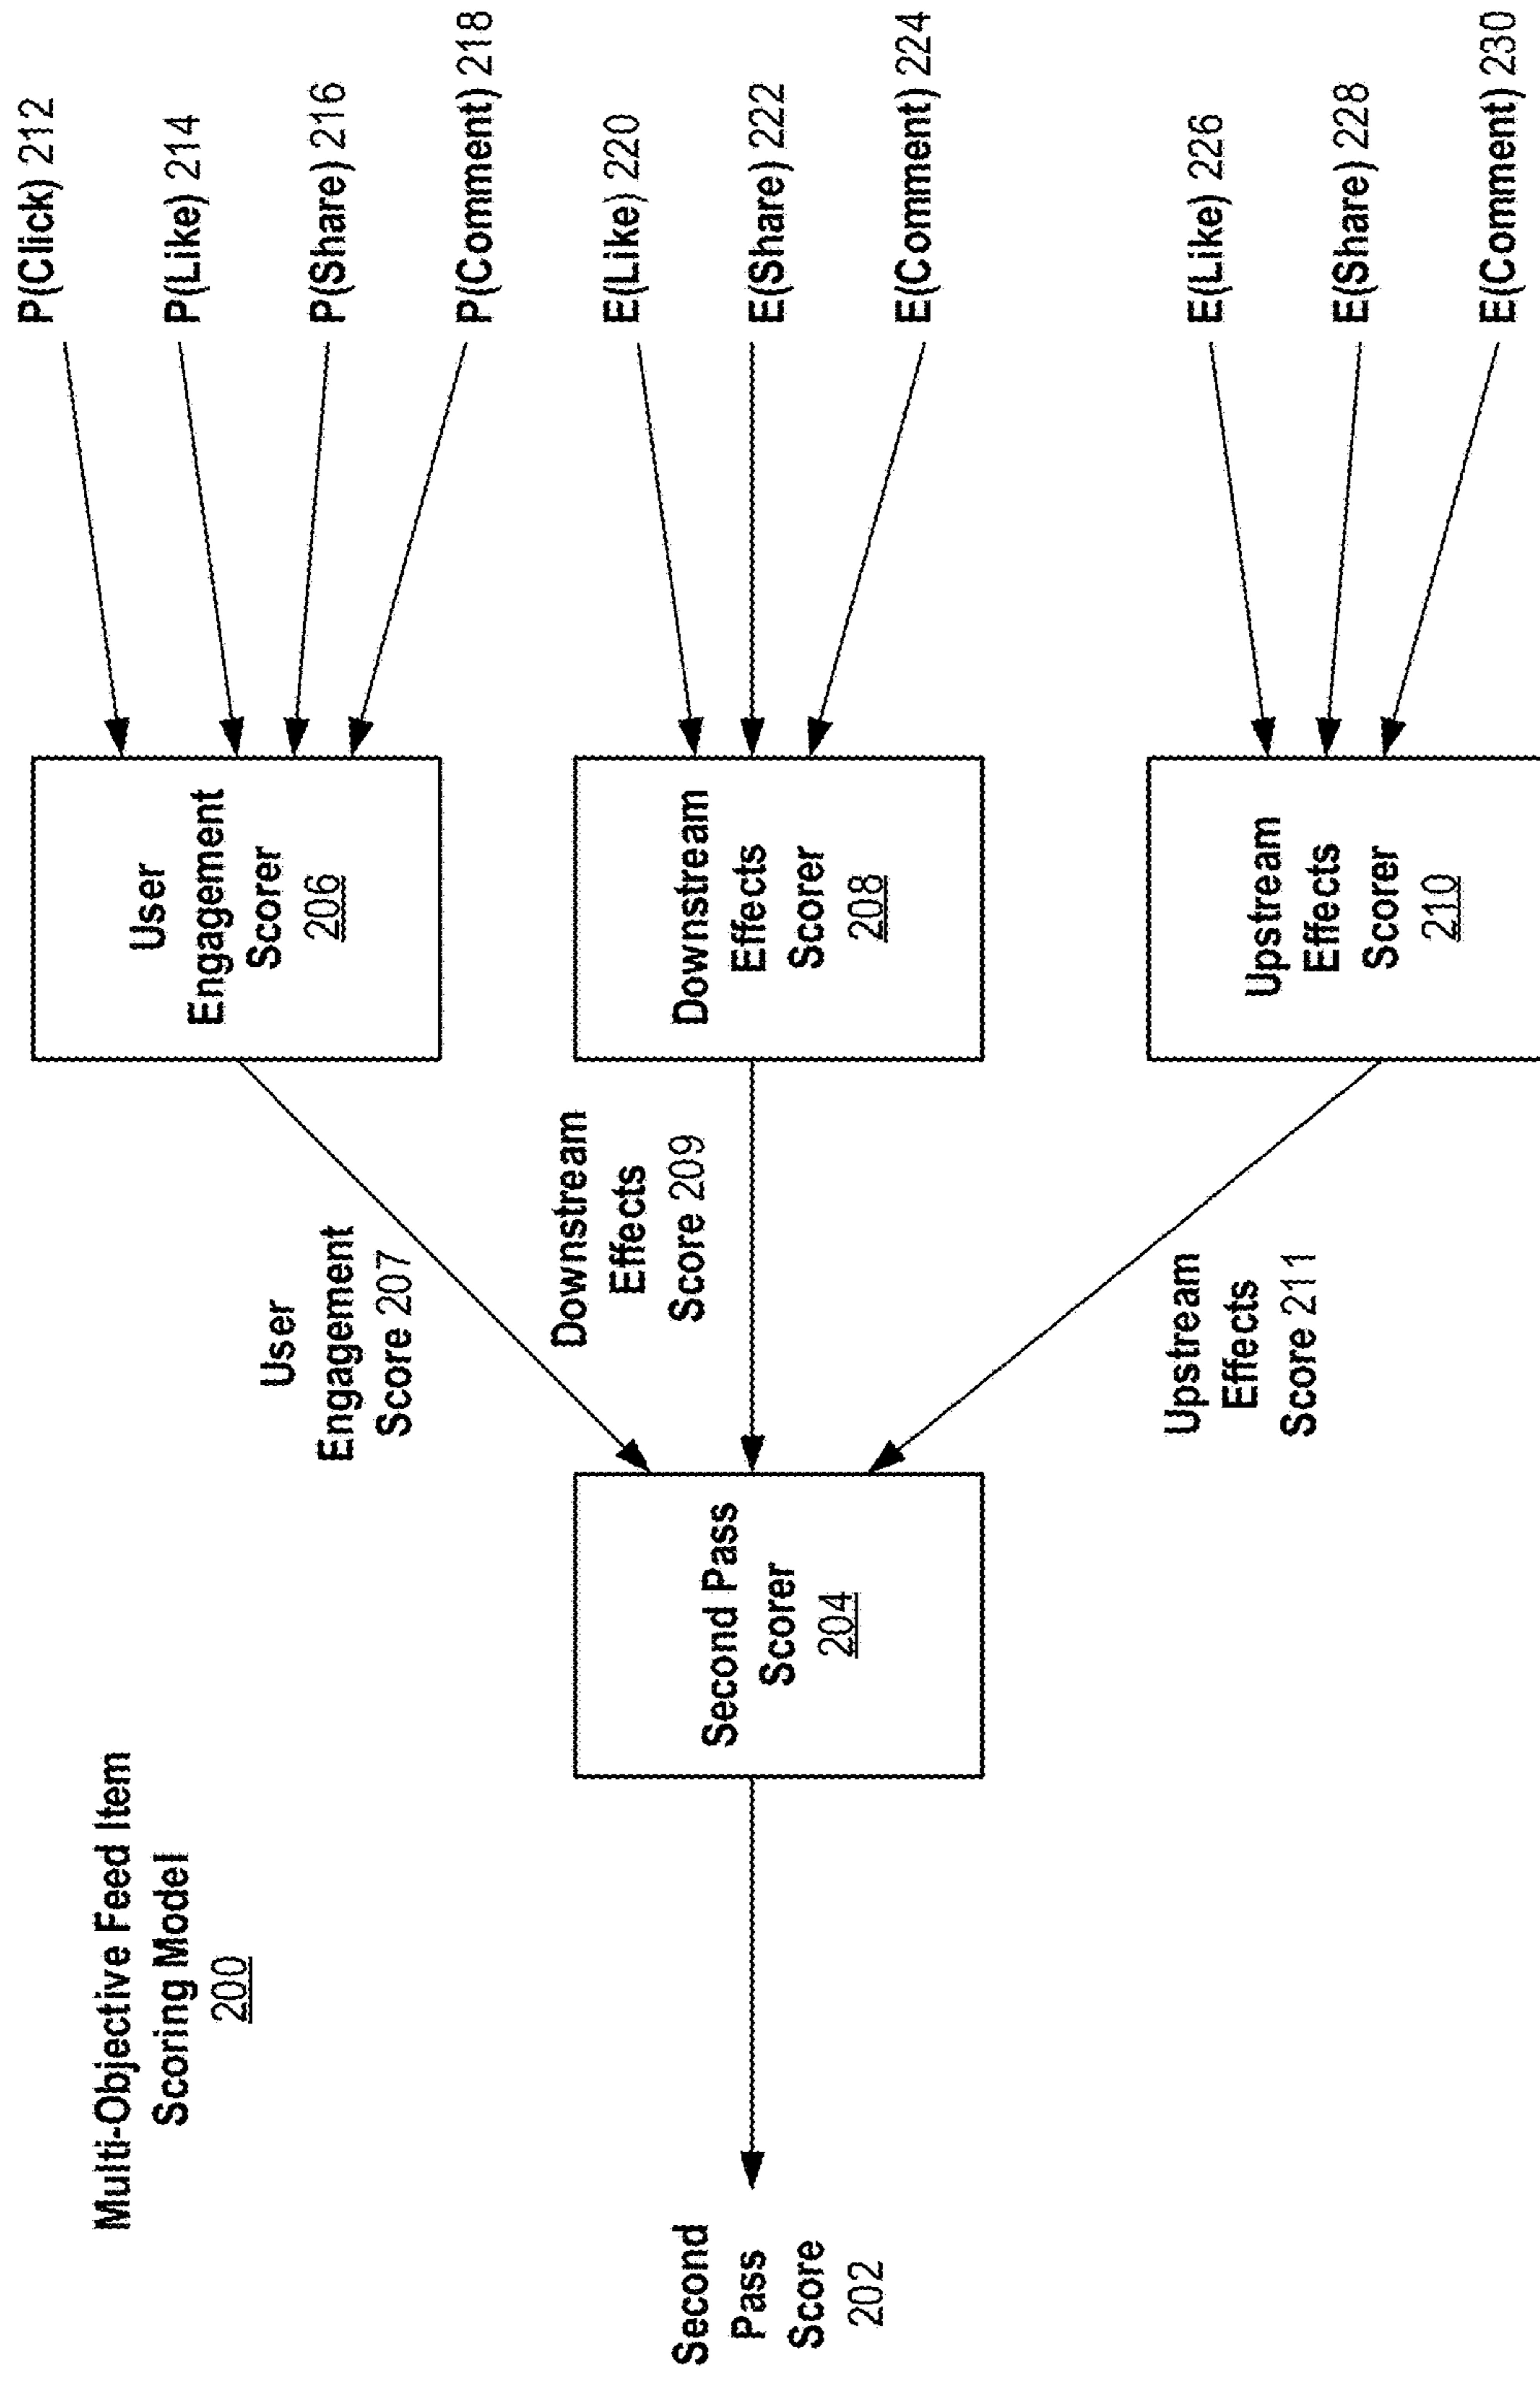 Multi-Objective Feed Item
Scoring Model
200
Second
Pass
Score
202
Second Pass
Scorer
204
User
Engagement
Score 207
Downstream
Effects
Score 209
Upstream
Effects
Score 211
User
Engagement
Scorer
206
Downstream
Effects
Scorer
208
Upstream
Effects
Scorer
210
P(Click) 212
P(Like) 214
P(Share) 216
P(Comment) 218
E(Like) 220
E(Share) 222
E(Comment) 224
E(Like) 226
E(Share) 228
E(Comment) 230